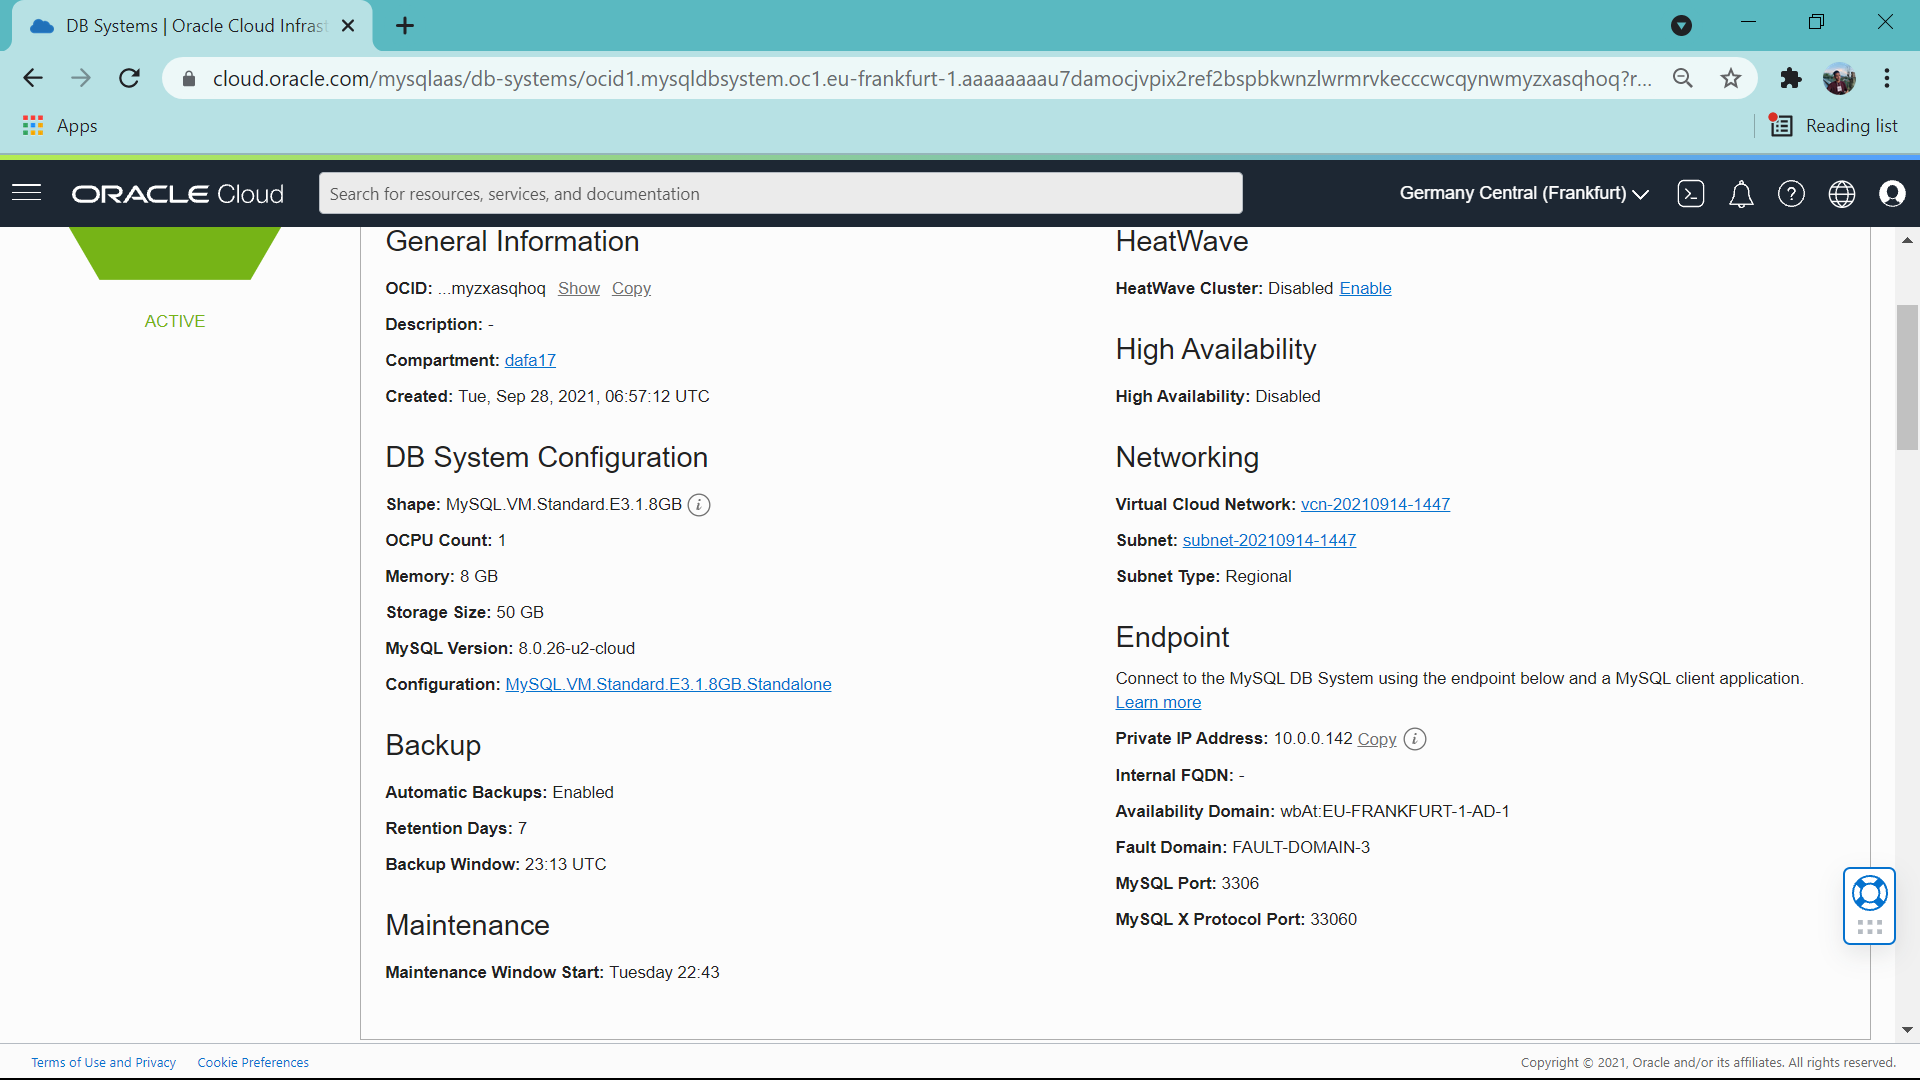 DB Systems | Oracle Cloud Infrast
cloud.oracle.com/mysqlaas/db-systems/ocid1.mysqldbsystem.oc1.eu-frankfurt-1.aaaaaaaau7damocjvpix2ref2bspbkwnzlwrmrvkecccwcqynwmyzxasqhoq?r...
Apps
Reading list
ORACLE Cloud
Search for resources, services, and documentation
Germany Central (Frankfurt)
ACTIVE
General Information
OCID: ...myzxasqhoq Show Copy
Description: -
Compartment: dafa17
Created: Tue, Sep 28, 2021, 06:57:12 UTC
DB System Configuration
Shape: MySQL.VM.Standard.E3.1.8GB
OCPU Count: 1
Memory: 8 GB
Storage Size: 50 GB
MySQL Version: 8.0.26-u2-cloud
Configuration: MySQL.VM.Standard.E3.1.8GB.Standalone
Backup
Automatic Backups: Enabled
Retention Days: 7
Backup Window: 23:13 UTC
Maintenance
Maintenance Window Start: Tuesday 22:43
HeatWave
HeatWave Cluster: Disabled Enable
High Availability
High Availability: Disabled
Networking
Virtual Cloud Network: vcn-20210914-1447
Subnet: subnet-20210914-1447
Subnet Type: Regional
Endpoint
Connect to the MySQL DB System using the endpoint below and a MySQL client application.
Learn more
Private IP Address: 10.0.0.142 Copy
Internal FQDN: -
Availability Domain: wbAt:EU-FRANKFURT-1-AD-1
Fault Domain: FAULT-DOMAIN-3
MySQL Port: 3306
MySQL X Protocol Port: 33060
Terms of Use and Privacy
Cookie Preferences
Copyright © 2021, Oracle and/or its affiliates. All rights reserved.